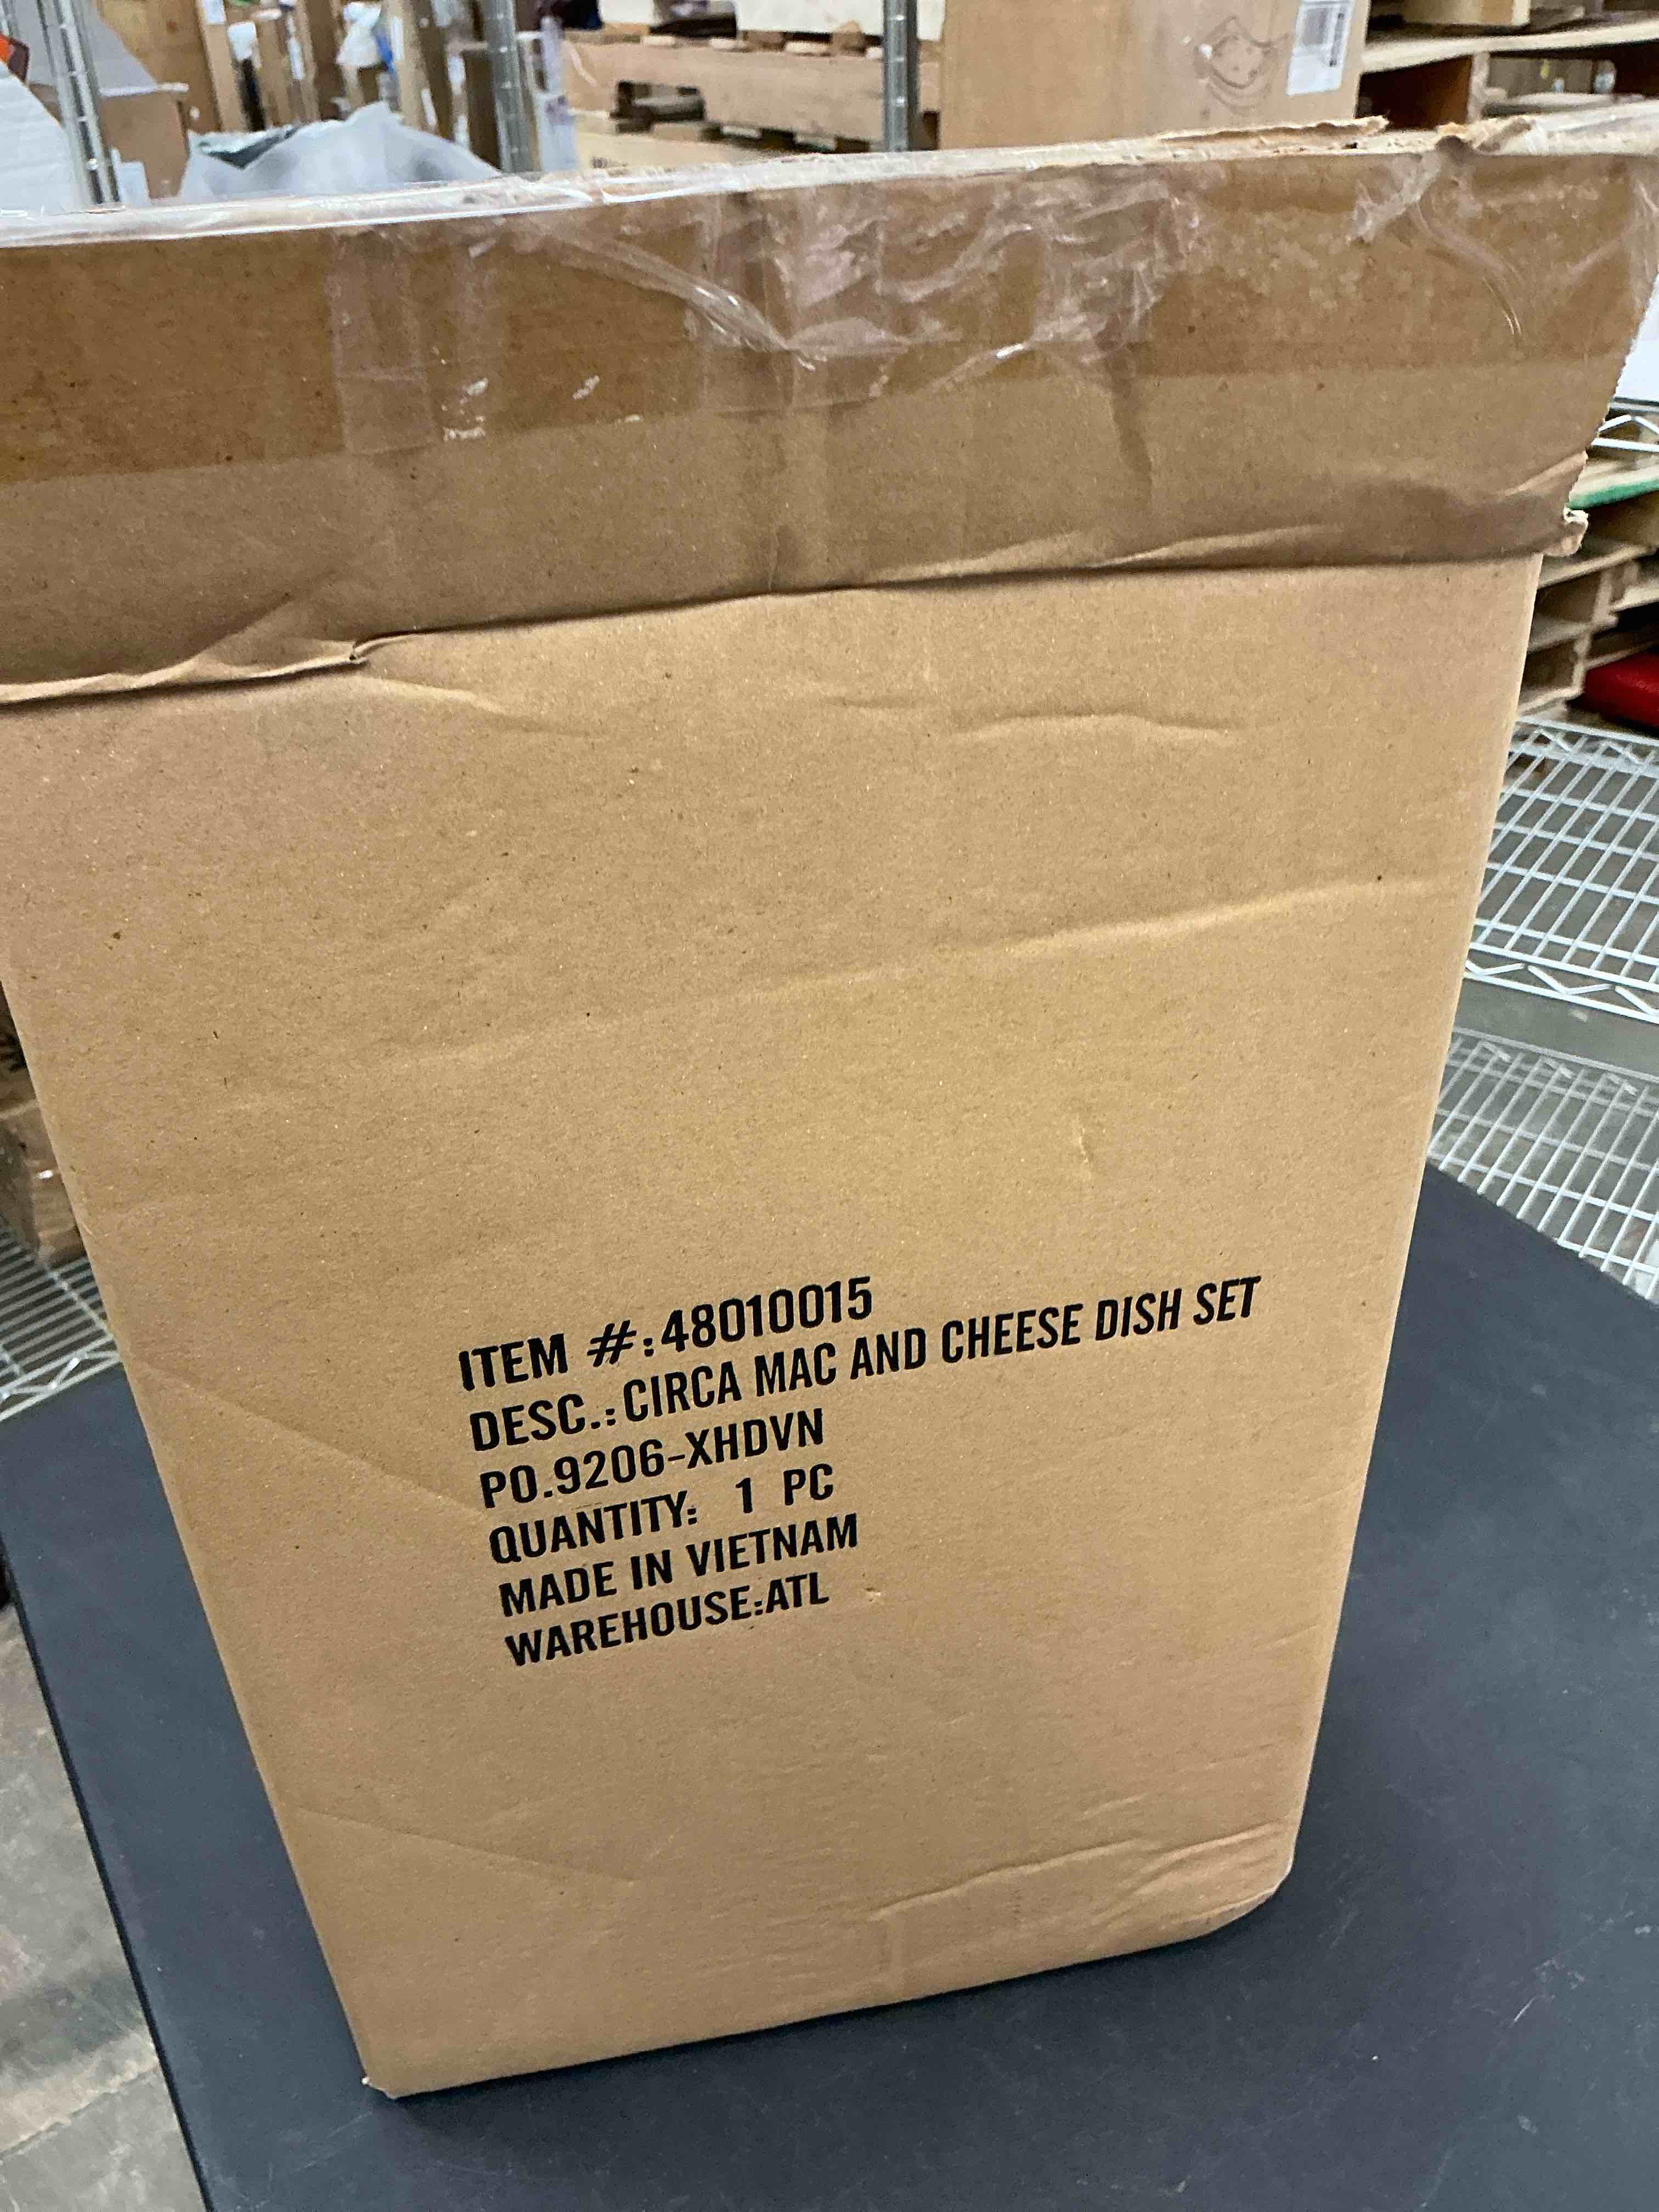 ITEM #:48010015
DESC.:CIRCA MAC AND CHEESE DISH SET
PO.9206-XHDVN
QUANTITY: 1 PC
MADE IN VIETNAM
WAREHOUSE:ATL